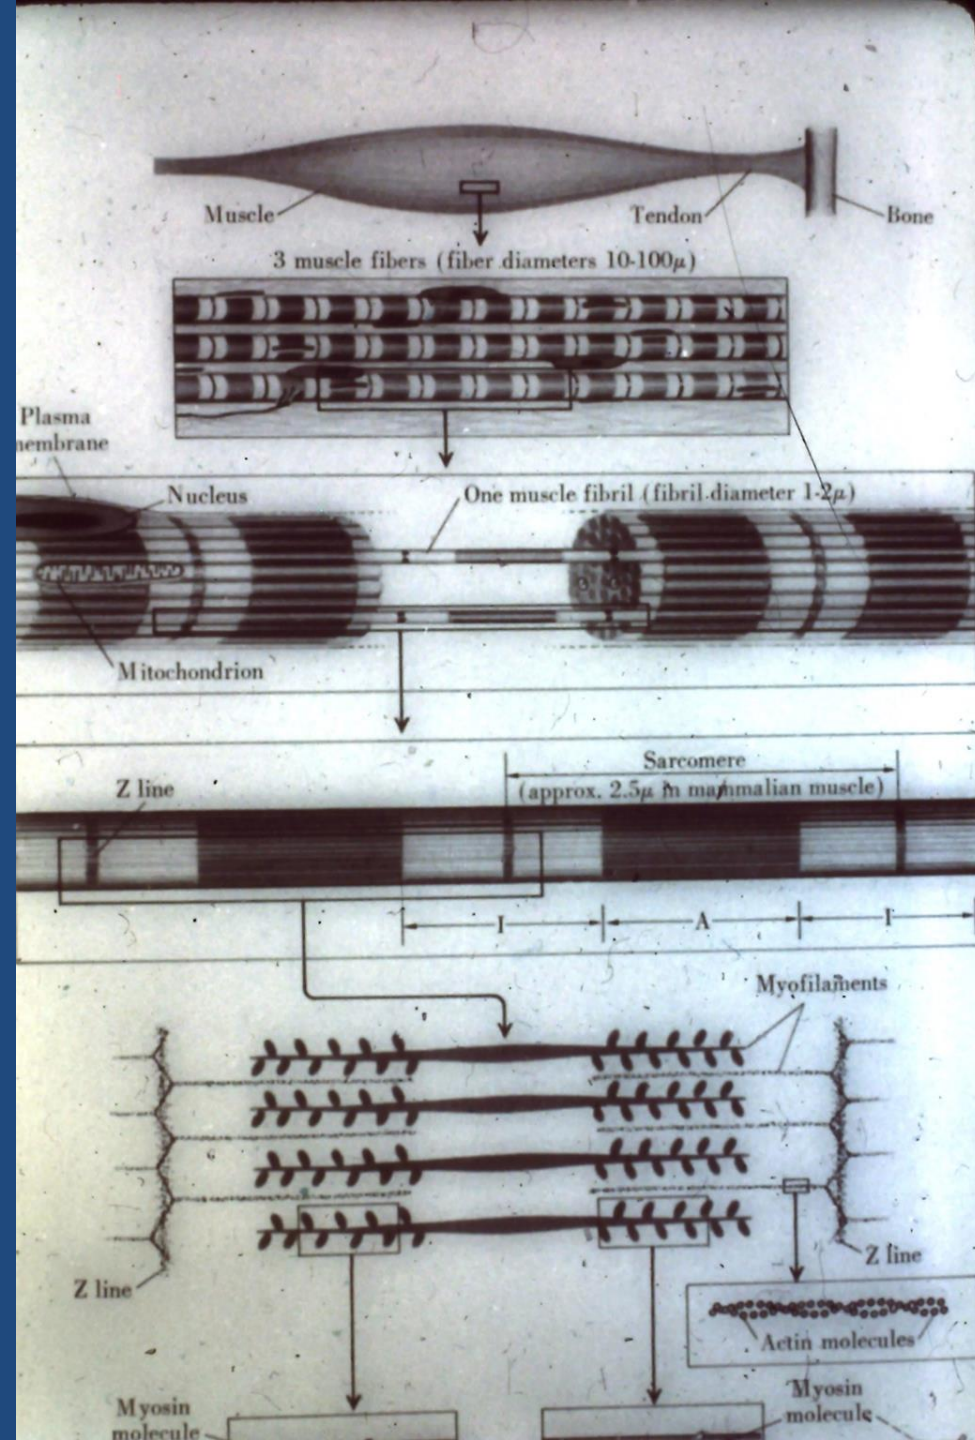 Muscle
Tendon
Bone
3 muscle fibers (fiber diameters 10-100μ)
Plasma
membrane
Nucleus
One muscle fibril (fibril diameter 1-2μ)
Mitochondrion
Sarcomere
(approx. 2.5μ in mammalian muscle)
Z line
I
A
I
Myofilaments
Z line
Z line
Actin molecules
Myosin
molecule
Myosin
molecule